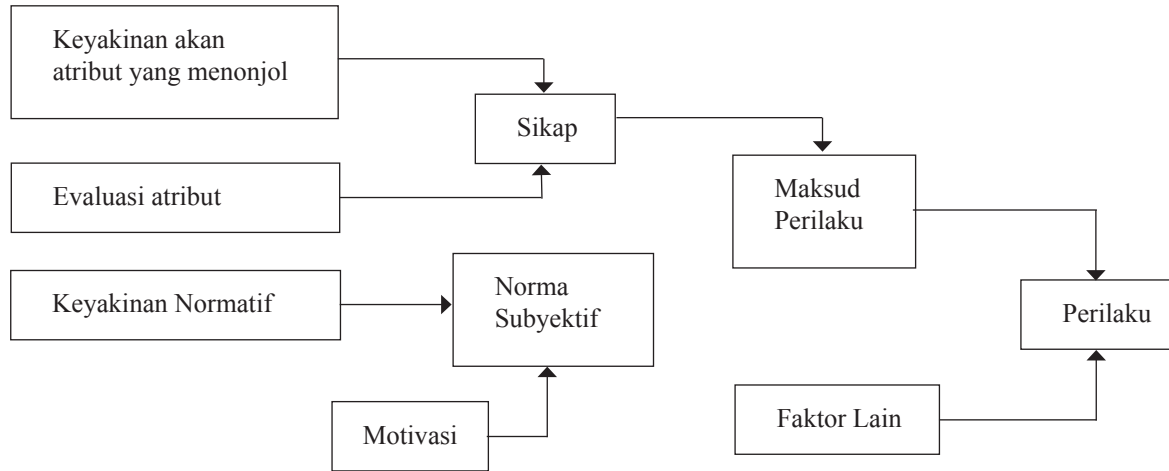 Keyakinan akan
atribut yang menonjol
Sikap
Evaluasi atribut
Maksud
Perilaku
Keyakinan Normatif
Norma
Subyektif
Perilaku
Motivasi
Faktor Lain